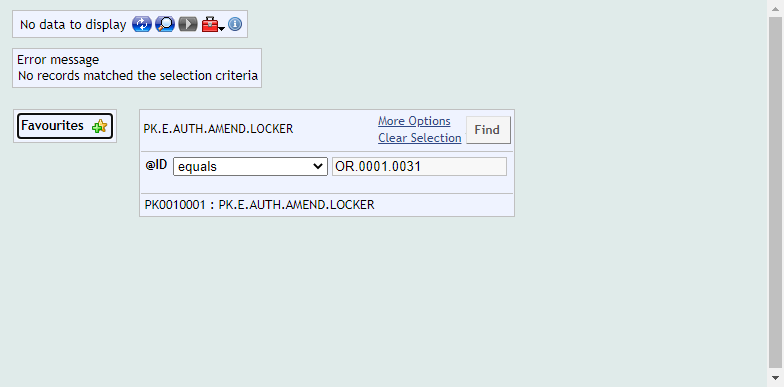 No data to display
Error message
No records matched the selection criteria
Favourites
PK.E.AUTH.AMEND.LOCKER
More Options
Clear Selection
Find
@ID equals OR.0001.0031
PK0010001 : PK.E.AUTH.AMEND.LOCKER